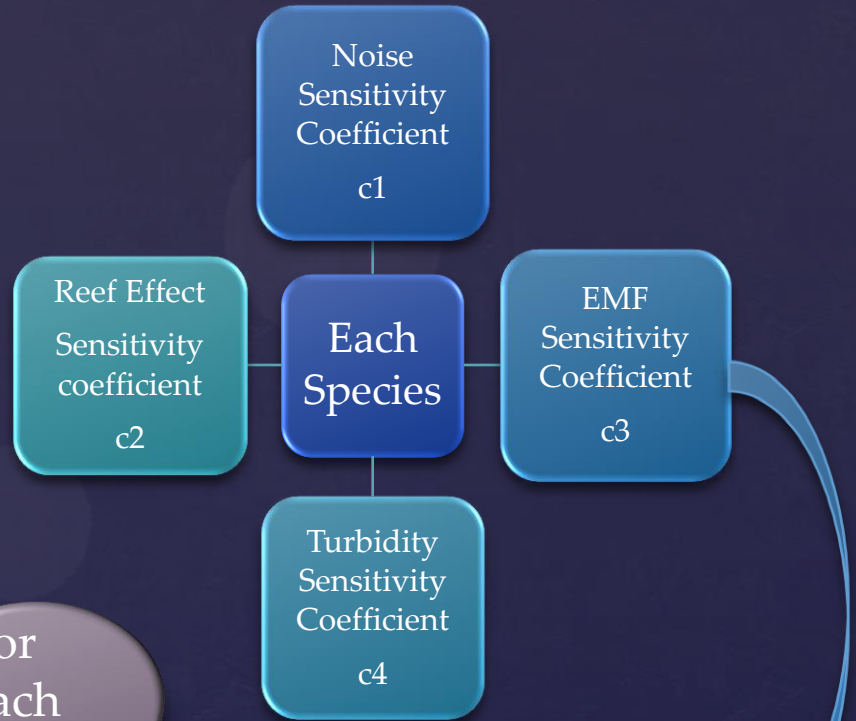 Noise
Sensitivity
Coefficient
c1
Reef Effect
Sensitivity
coefficient
c2
Each
Species
EMF
Sensitivity
Coefficient
c3
Turbidity
Sensitivity
Coefficient
c4